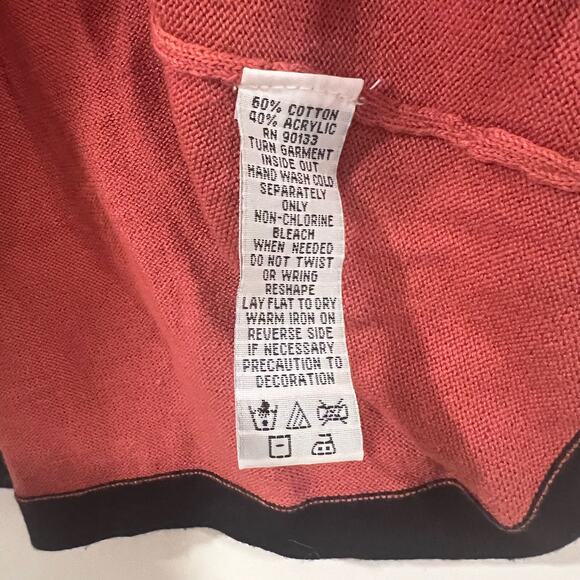 60% COTTON
40% ACRYLIC
RN 90133
TURN GARMENT
INSIDE OUT
HAND WASH COLD
SEPARATELY
ONLY
NON-CHLORINE
BLEACH
WHEN NEEDED
DO NOT TWIST
OR WRING
RESHAPE
LAY FLAT TO DRY
WARM IRON ON
REVERSE SIDE
IF NECESSARY
PRECAUTION TO
DECORATION